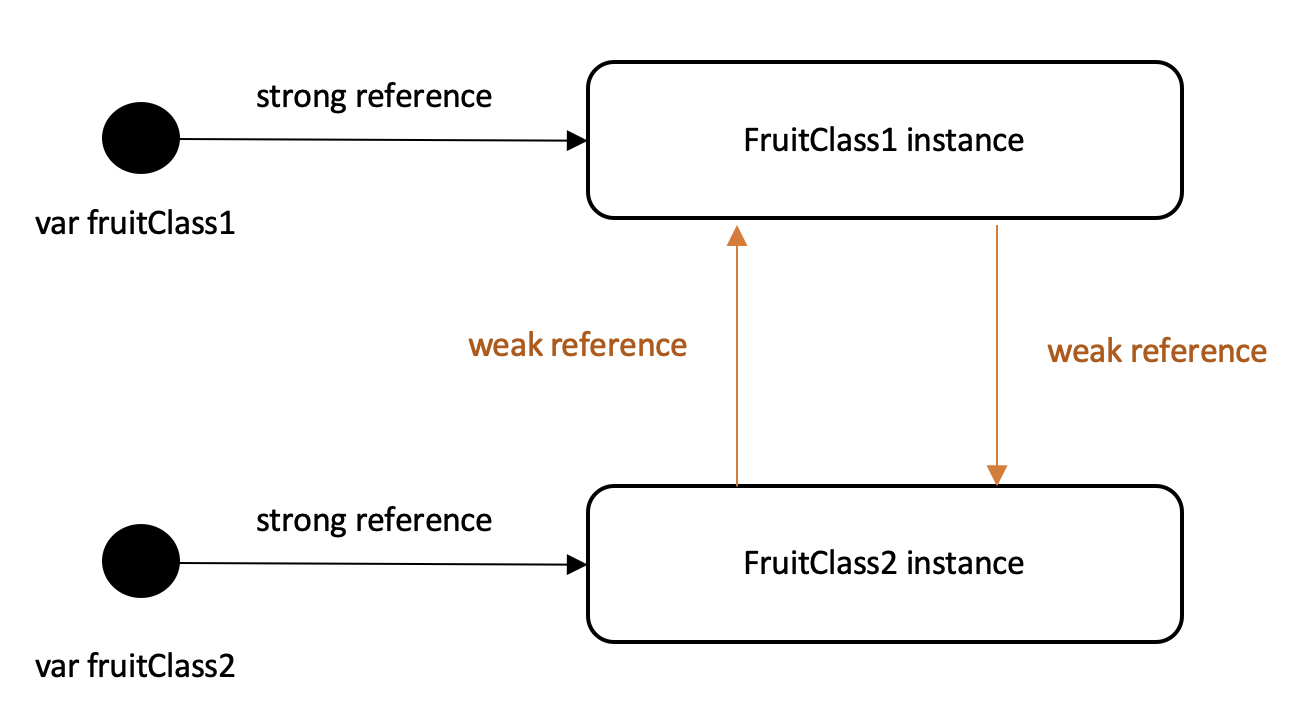 strong reference
FruitClass1 instance
var fruitClass1
weak reference
weak reference
strong reference
FruitClass2 instance
var fruitClass2